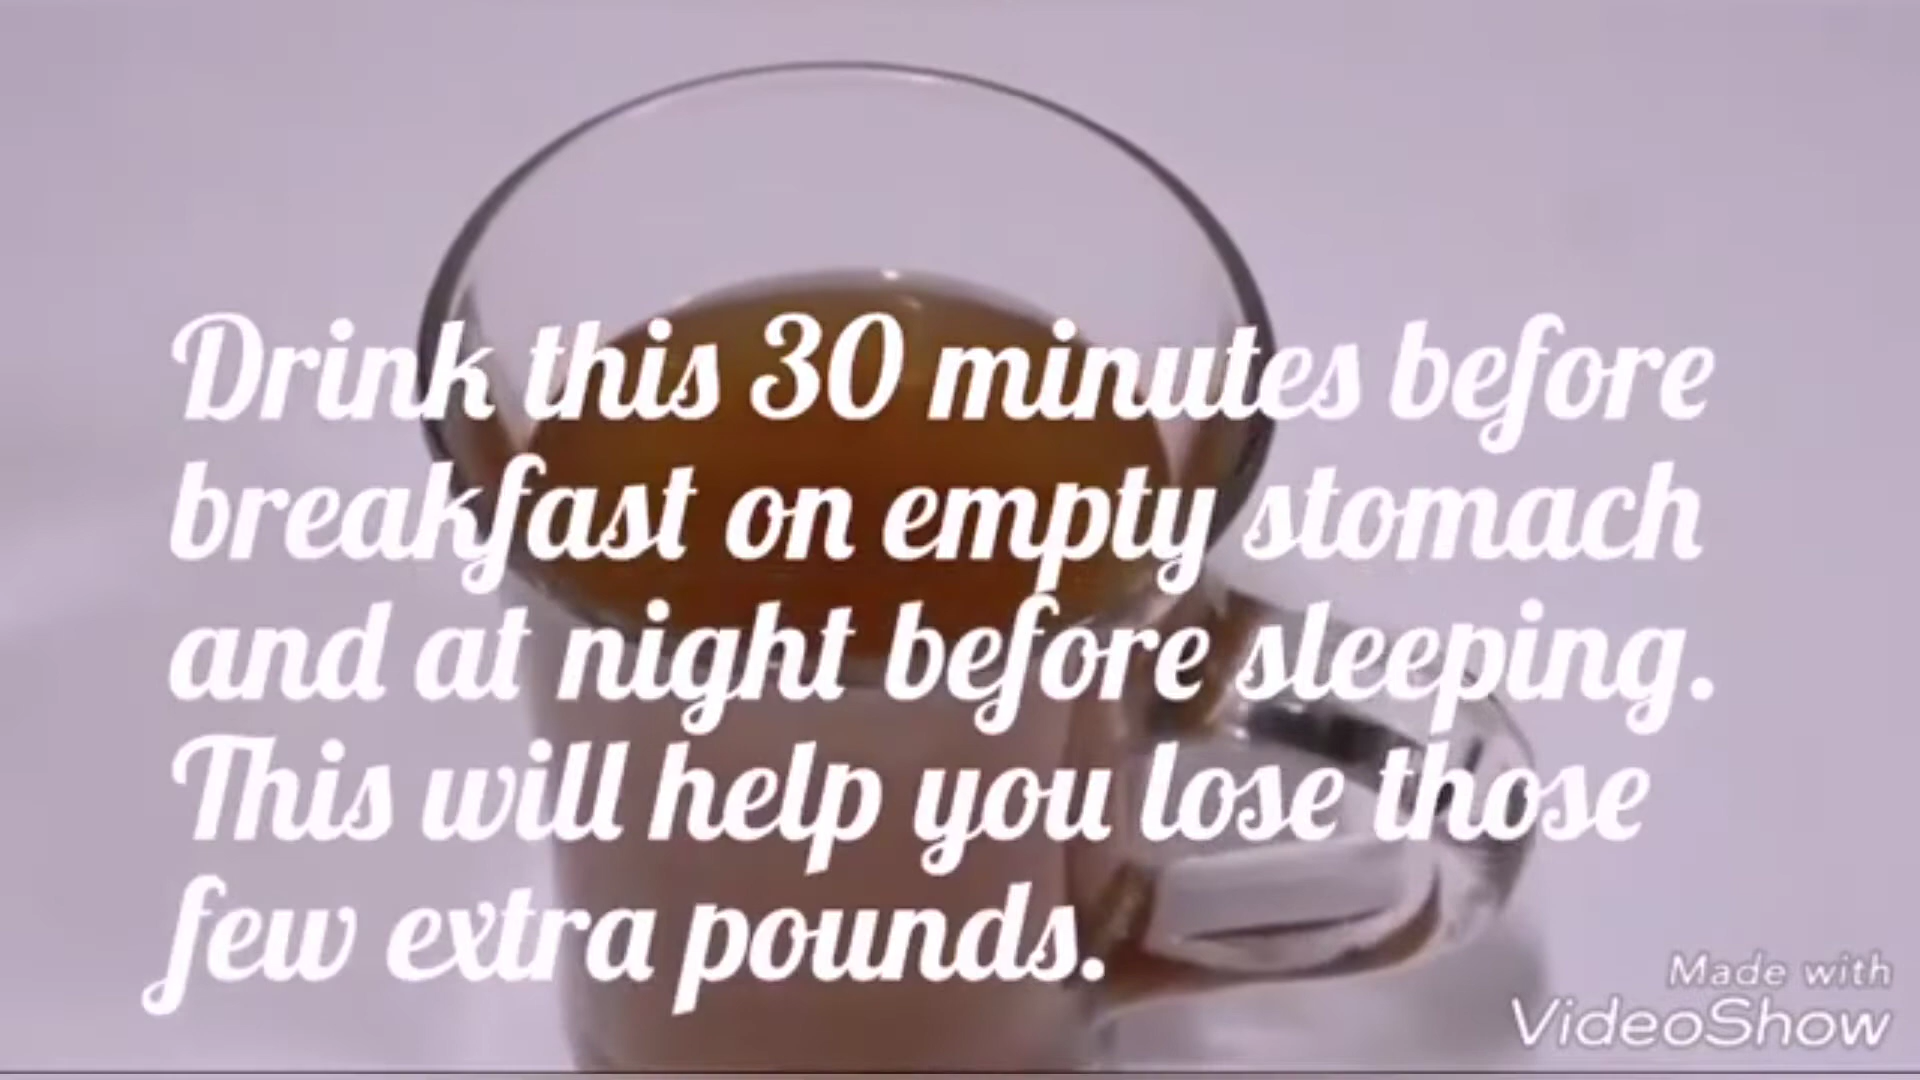 Drink this 30 minutes before
breakfast on empty stomach
and at night before sleeping.
This will help you lose those
few extra pounds.
Made with
VideoShow